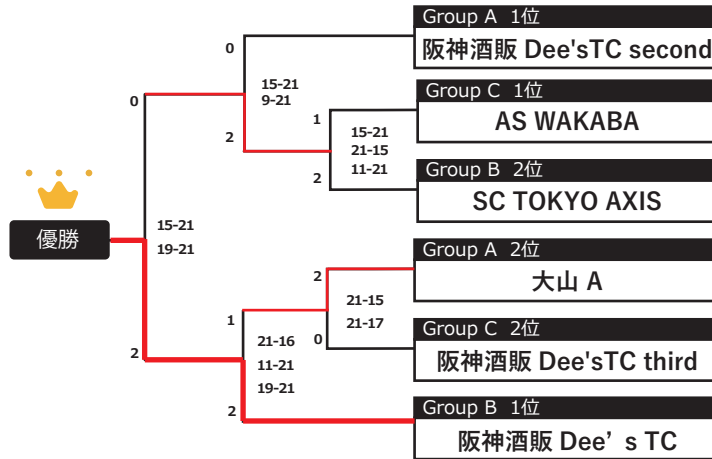 Group A 1位
阪神酒販 Dee'sTC second
0
15-21
9-21
0
Group C 1位
AS WAKABA
1
2
15-21
21-15
11-21
2
Group B 2位
SC TOKYO AXIS
優勝
15-21
19-21
Group A 2位
大山 A
2
21-15
21-17
1
0
Group C 2位
阪神酒販 Dee'sTC third
2
21-16
11-21
19-21
2
Group B 1位
阪神酒販 Dee’s TC